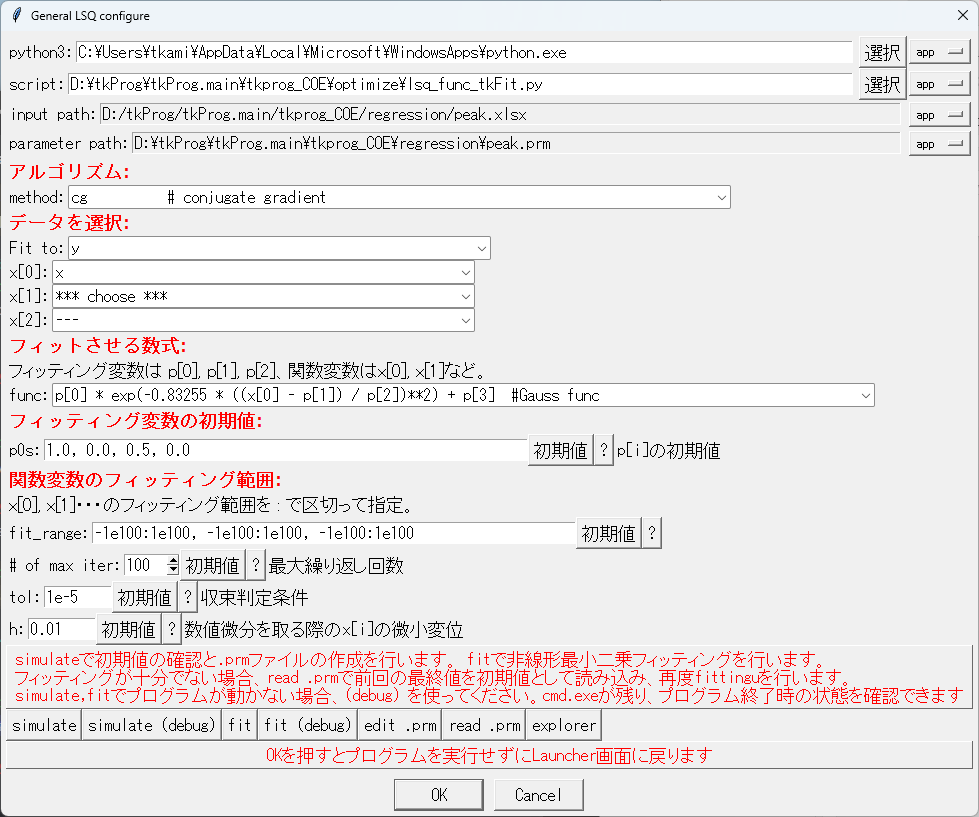 General LSQ configure
python3: C:¥Users¥tkami¥AppData¥Local¥Microsoft¥WindowsApps¥python.exe 選択 app
script: D:¥tkProg¥tkProg.main¥tkprog_COE¥optimize¥lsq_func_tkFit.py 選択 app
input path: D:/tkProg/tkProg.main/tkprog_COE/regression/peak.xlsx app
parameter path: D:¥tkProg¥tkProg.main¥tkprog_COE¥regression¥peak.prm app
アルゴリズム:
method: cg # conjugate gradient
データを選択:
Fit to: y
x[0]: x
x[1]: *** choose ***
x[2]: ---
フィットさせる数式:
フィッティング変数は p[0], p[1], p[2]、関数変数はx[0], x[1]など。
func: p[0] * exp(-0.83255 * ((x[0] - p[1]) / p[2])**2) + p[3] #Gauss func
フィッティング変数の初期値:
p0s: 1.0, 0.0, 0.5, 0.0 初期値 ? p[i]の初期値
関数変数のフィッティング範囲:
x[0], x[1]・・・のフィッティング範囲を : で区切って指定。
fit_range: -1e100:1e100, -1e100:1e100, -1e100:1e100 初期値 ?
# of max iter: 100 初期値 ? 最大繰り返し回数
tol: 1e-5 初期値 ? 収束判定条件
h: 0.01 初期値 ? 数値微分を取る際のx[i]の微小変位
simulateで初期値の確認と.prmファイルの作成を行います。 fitで非線形最小二乗フィッティングを行います。
フィッティングが十分でない場合、read .prmで前回の最終値を初期値として読み込み、再度fittinguを行います。
simulate,fitでプログラムが動かない場合、(debug) を使ってください。cmd.exeが残り、プログラム終了時の状態を確認できます
simulate simulate (debug) fit fit (debug) edit .prm read .prm explorer
OKを押すとプログラムを実行せずにLauncher画面に戻ります
OK Cancel